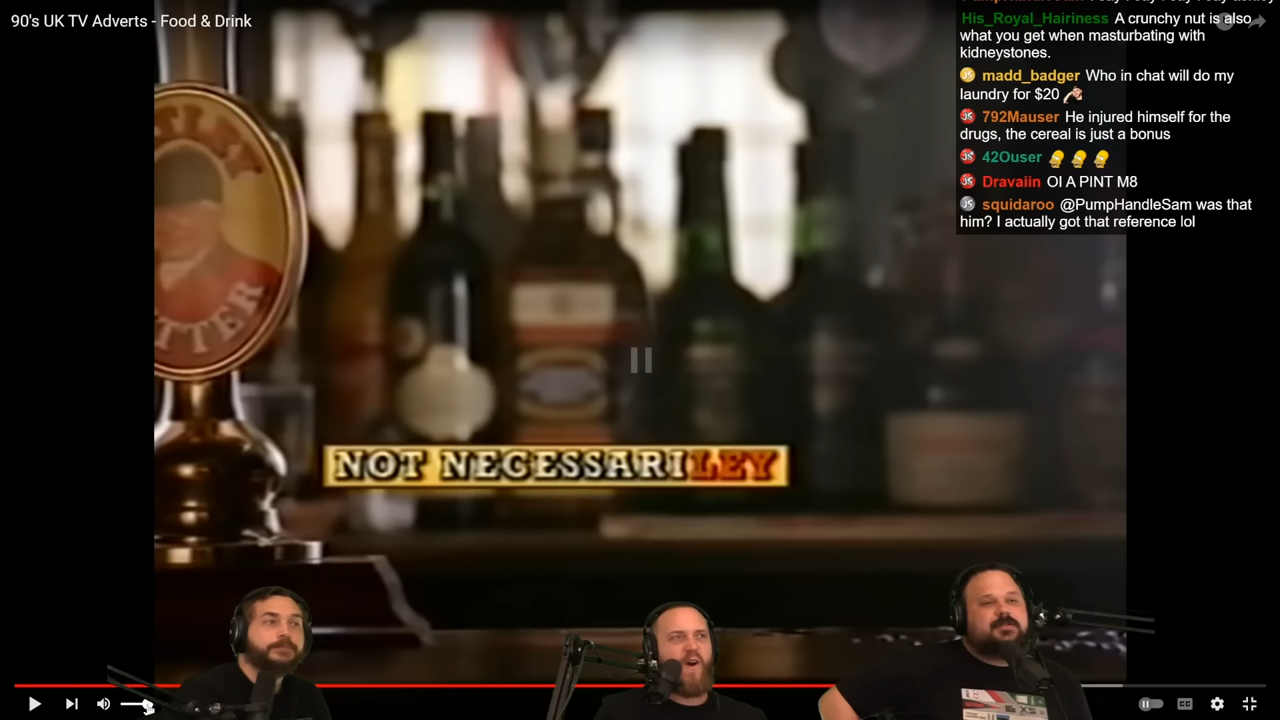 90's UK TV Adverts - Food & Drink
His_Royal_Hairiness A crunchy nut is also
what you get when masturbating with
kidneystones.
madd_badger Who in chat will do my
laundry for $20
792Mauser He injured himself for the
drugs, the cereal is just a bonus
42Ouser
Dravaiin OI A PINT M8
squidaroo @PumpHandleSam was that
him? I actually got that reference lol
NOT NECESSARILEY